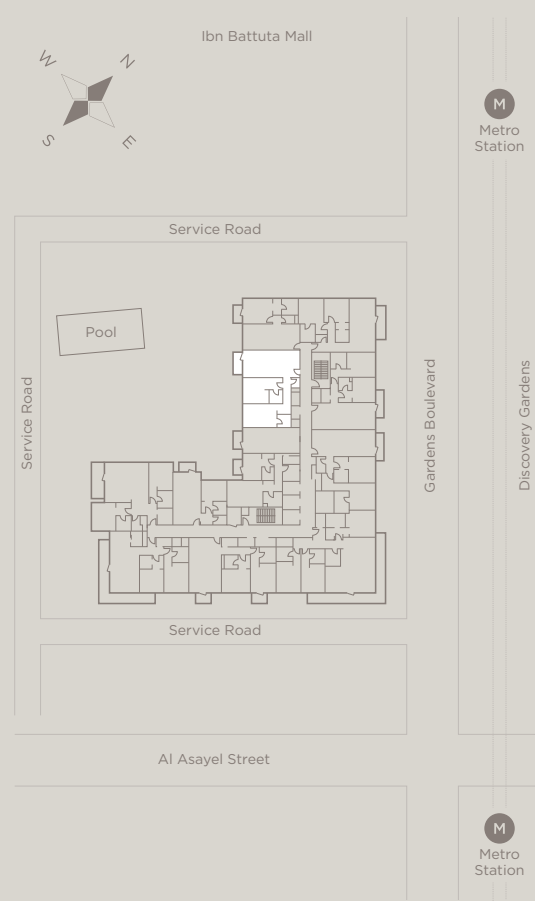 Ibn Battuta Mall
W
N
S
E
M
Metro
Station
Service Road
Pool
Service Road
Gardens Boulevard
Discovery Gardens
Service Road
Al Asayel Street
M
Metro
Station